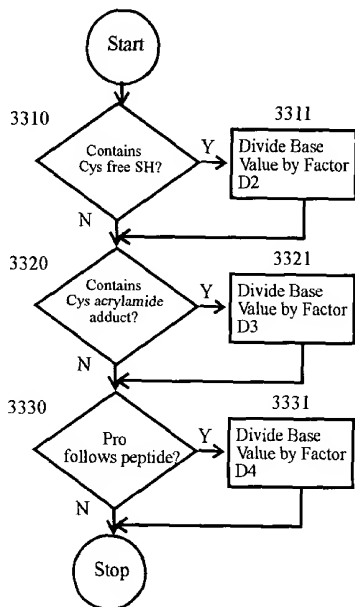 Start
3310
3311
Contains
Cys free SH?
Y
Divide Base
Value by Factor
D2
N
3320
3321
Contains
Cys acrylamide
adduct?
Y
Divide Base
Value by Factor
D3
N
3330
3331
Pro
follows peptide?
Y
Divide Base
Value by Factor
D4
N
Stop